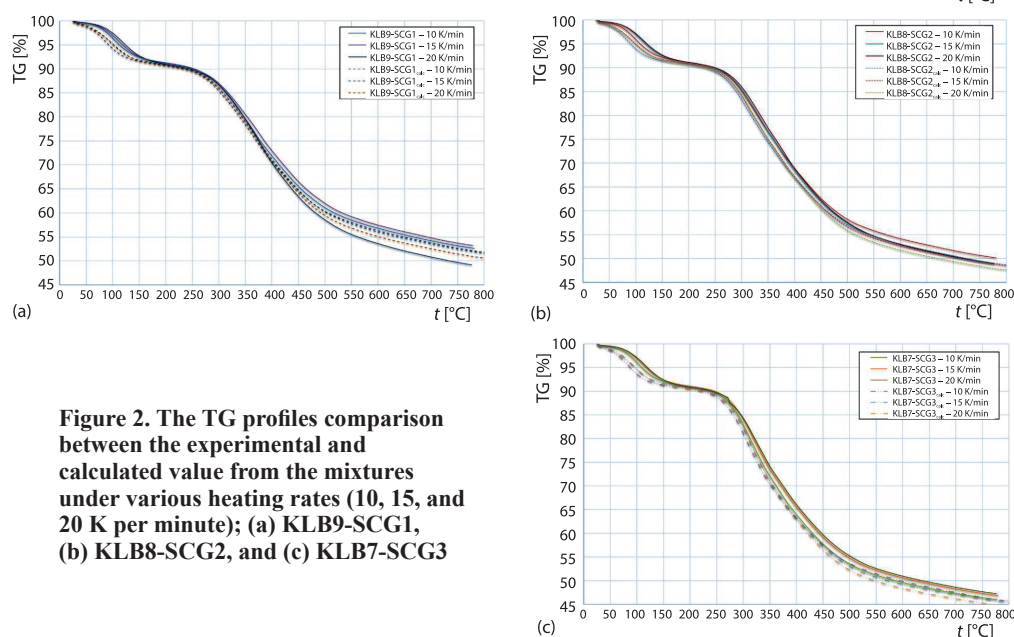 t [°C]
100
95
90
85
80
75
70
65
60
55
50
45
TG [%]
KLB9-SCG1 – 10 K/min
KLB9-SCG1 – 15 K/min
KLB9-SCG1 – 20 K/min
KLB9-SCG1calc – 10 K/min
KLB9-SCG1calc – 15 K/min
KLB9-SCG1calc – 20 K/min
0 50 100 150 200 250 300 350 400 450 500 550 600 650 700 750 800
(a)
t [°C]
100
95
90
85
80
75
70
65
60
55
50
45
TG [%]
KLB8-SCG2 – 10 K/min
KLB8-SCG2 – 15 K/min
KLB8-SCG2 – 20 K/min
KLB8-SCG2calc – 10 K/min
KLB8-SCG2calc – 15 K/min
KLB8-SCG2calc – 20 K/min
0 50 100 150 200 250 300 350 400 450 500 550 600 650 700 750 800
(b)
t [°C]
100
95
90
85
80
75
70
65
60
55
50
45
TG [%]
KLB7-SCG3 – 10 K/min
KLB7-SCG3 – 15 K/min
KLB7-SCG3 – 20 K/min
KLB7-SCG3calc – 10 K/min
KLB7-SCG3calc – 15 K/min
KLB7-SCG3calc – 20 K/min
0 50 100 150 200 250 300 350 400 450 500 550 600 650 700 750 800
(c)
t [°C]
Figure 2. The TG profiles comparison
between the experimental and
calculated value from the mixtures
under various heating rates (10, 15, and
20 K per minute); (a) KLB9-SCG1,
(b) KLB8-SCG2, and (c) KLB7-SCG3